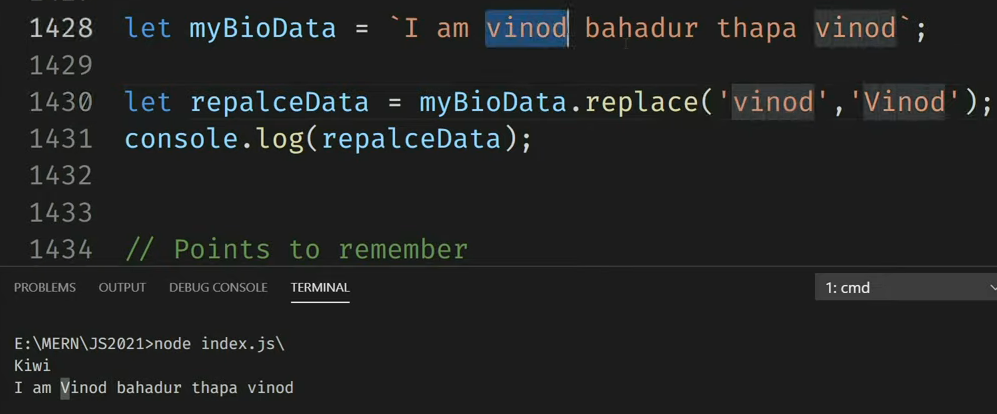 1428 let myBioData = `I am vinod bahadur thapa vinod`;
1429
1430 let repalceData = myBioData.replace('vinod','Vinod');
1431 console.log(repalceData);
1432
1433
1434 // Points to remember
PROBLEMS OUTPUT DEBUG CONSOLE TERMINAL 1: cmd
E:\MERN\JS2021>node index.js\
Kiwi
I am Vinod bahadur thapa vinod